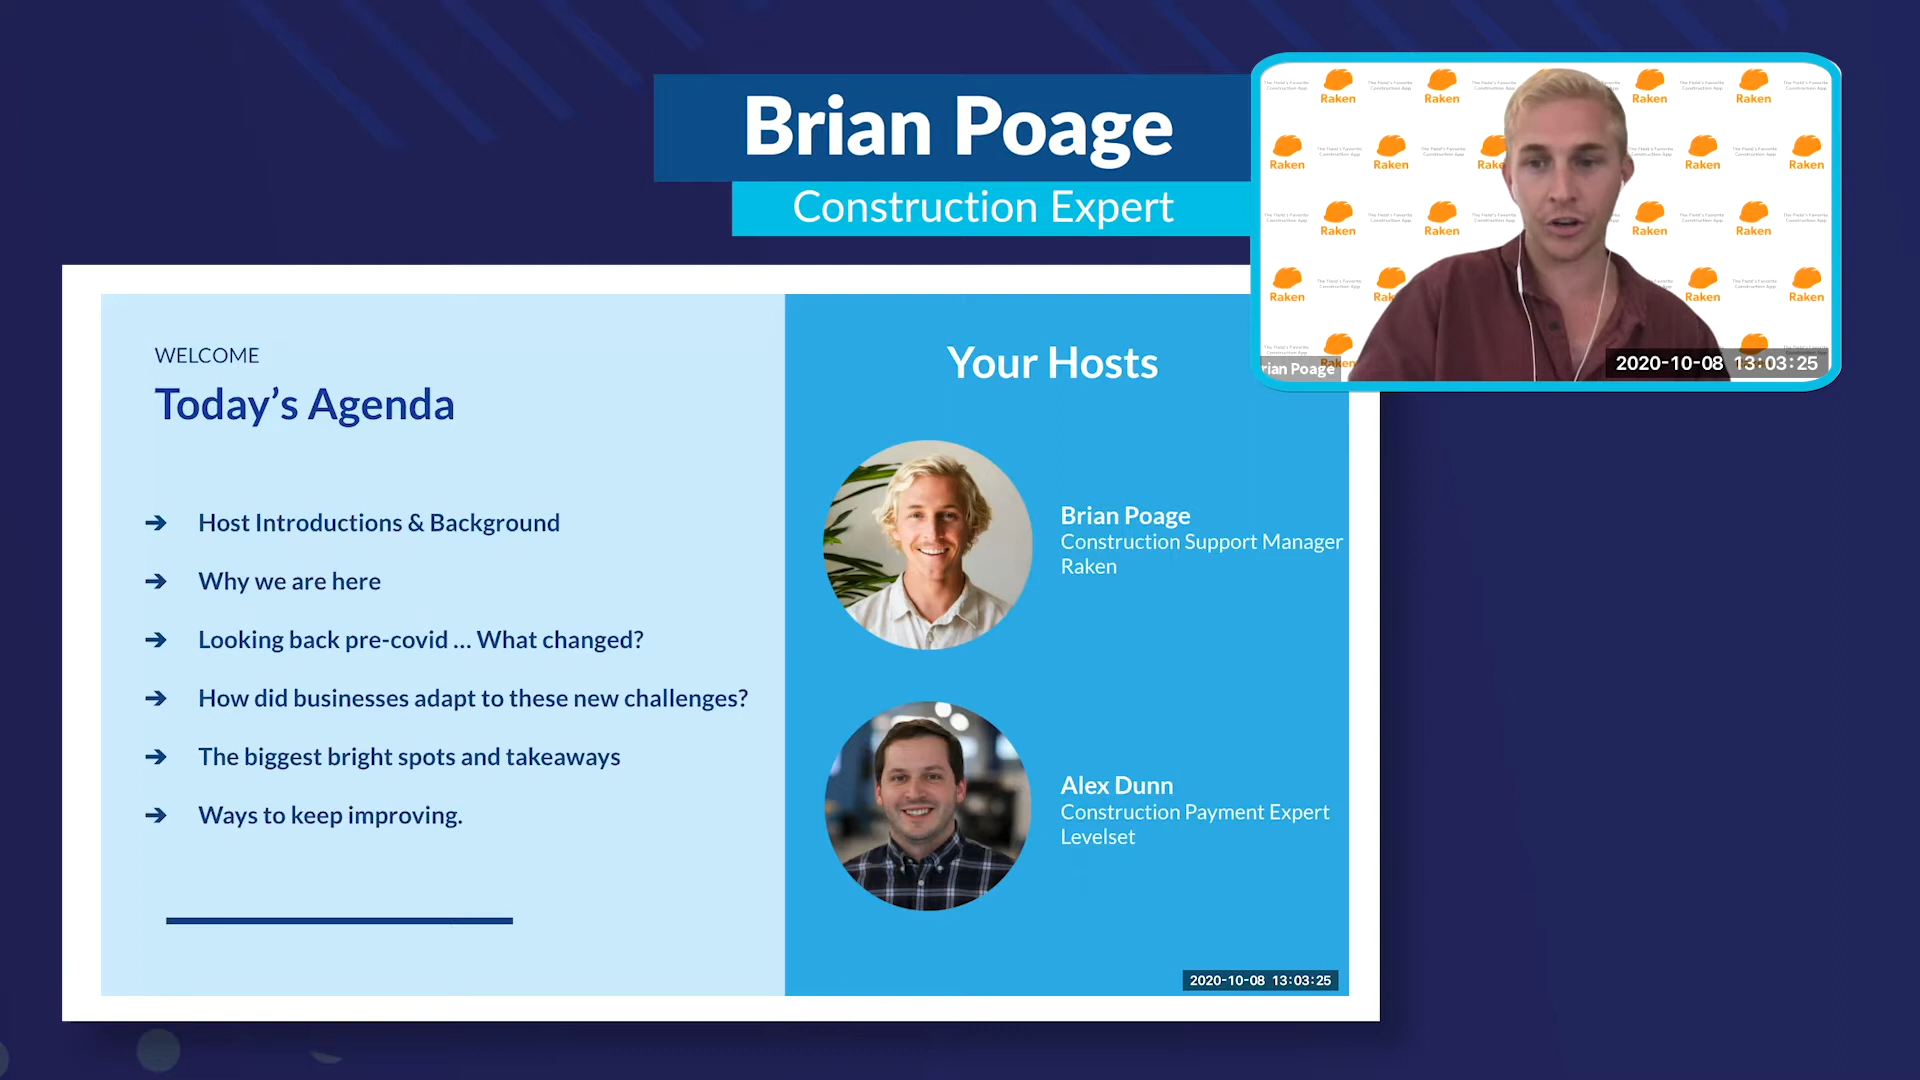 Brian Poage
Construction Expert
WELCOME
Today’s Agenda
➔ Host Introductions & Background
➔ Why we are here
➔ Looking back pre-covid ... What changed?
➔ How did businesses adapt to these new challenges?
➔ The biggest bright spots and takeaways
➔ Ways to keep improving.
Your Hosts
Brian Poage
Construction Support Manager
Raken
Alex Dunn
Construction Payment Expert
Levelset
2020-10-08 13:03:25
The Field's Favorite
Construction App
Raken
rian Poage
2020-10-08 13:03:25